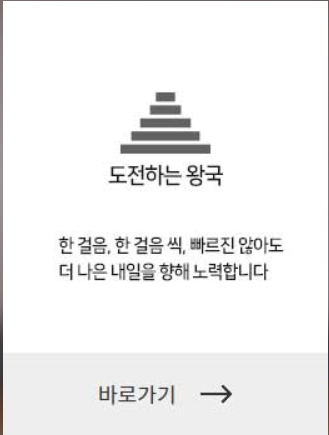 도전하는 왕국
한 걸음, 한 걸음 씩, 빠르진 않아도
더 나은 내일을 향해 노력합니다
바로가기